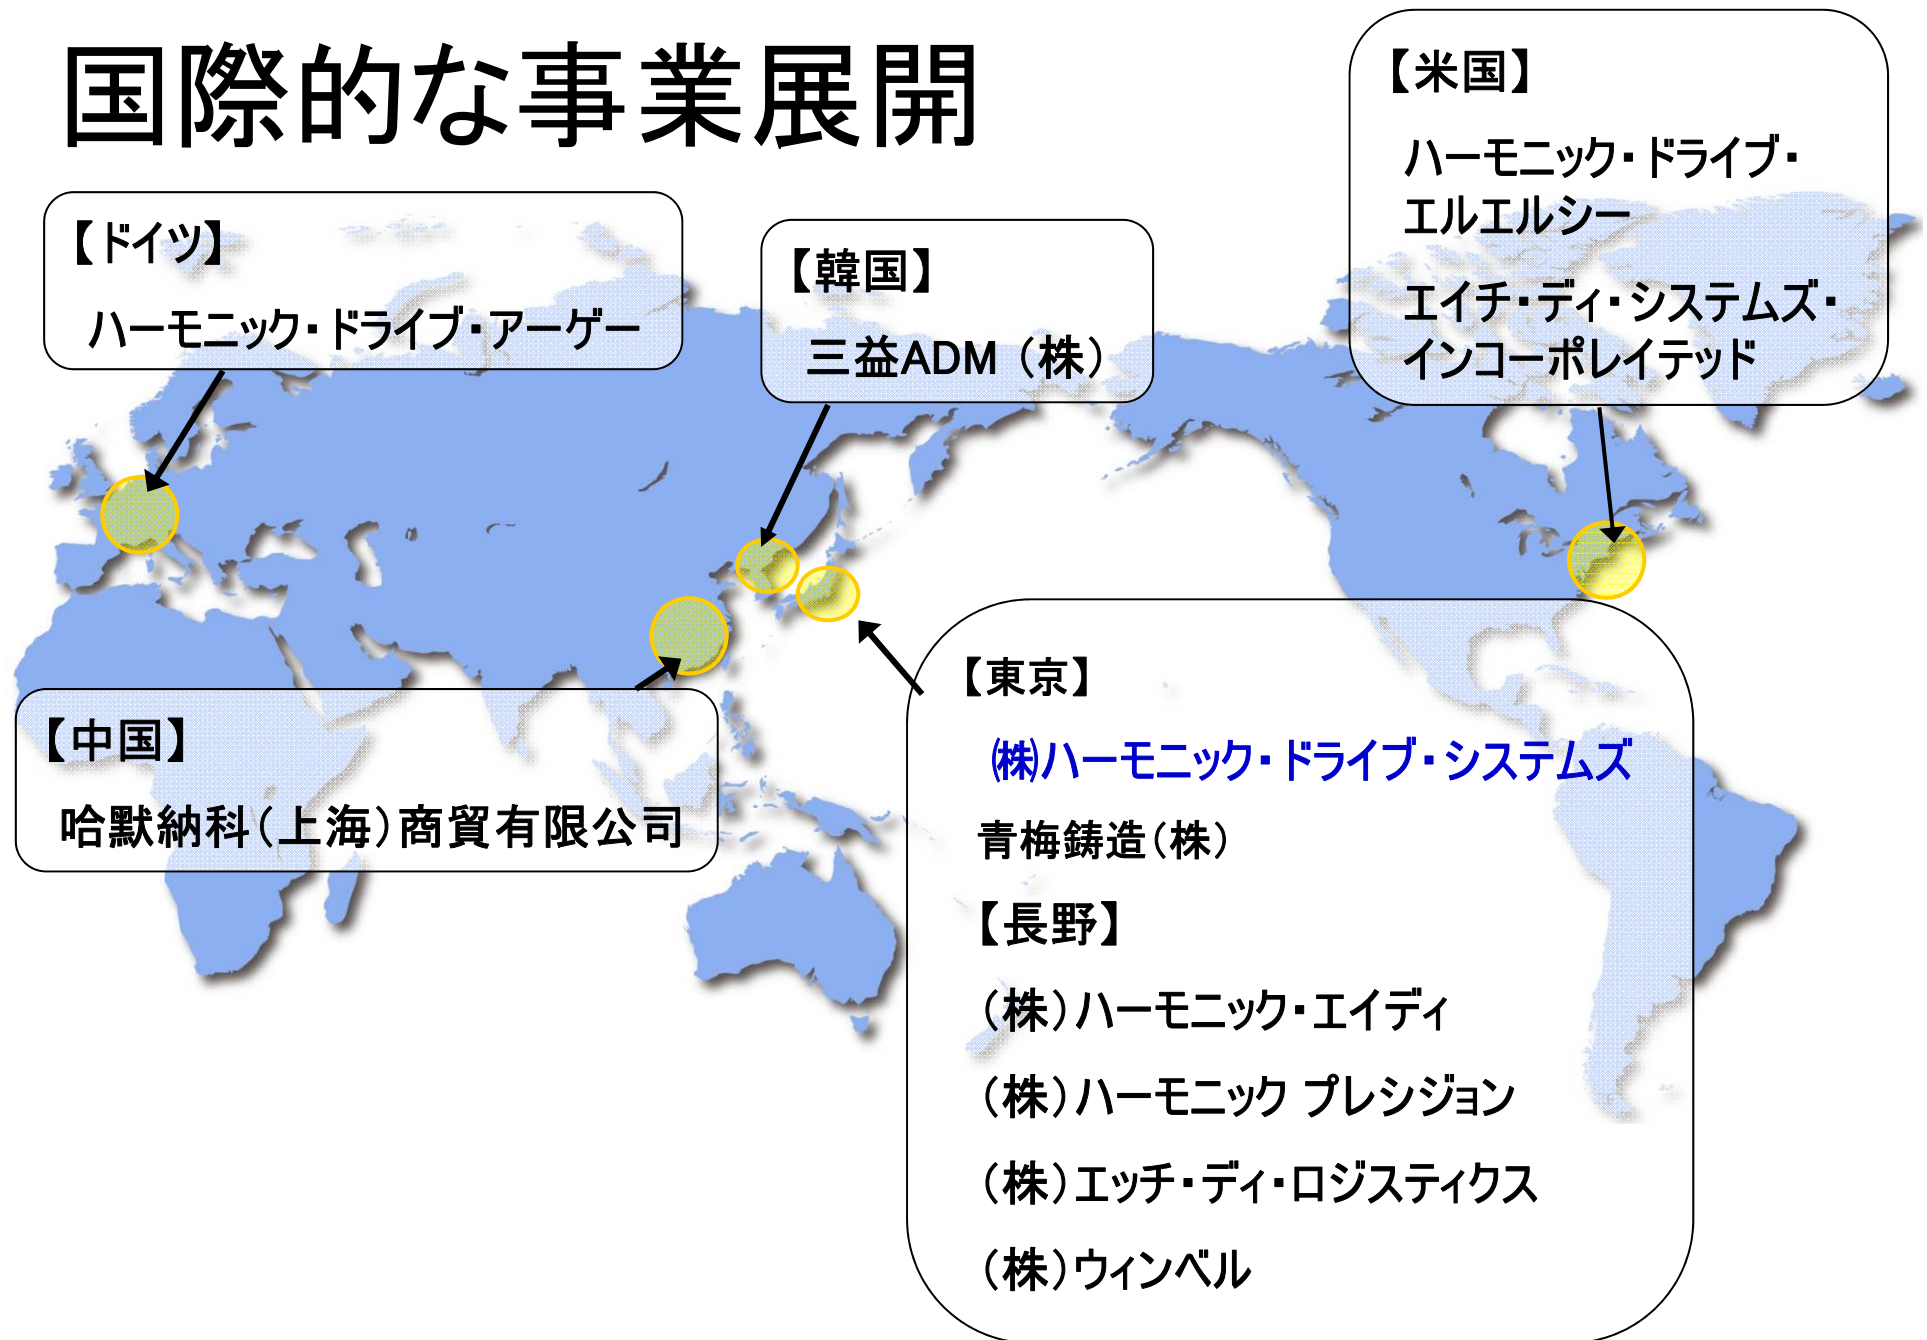 国際的な事業展開
【ドイツ】
ハーモニック・ドライブ・アーゲー
【韓国】
三益ADM（株）
【米国】
ハーモニック・ドライブ・
エルエルシー
エイチ・ディ・システムズ・
インコーポレイテッド
【中国】
哈默納科（上海）商貿有限公司
【東京】
㈱ハーモニック・ドライブ・システムズ
青梅鋳造（株）
【長野】
（株）ハーモニック・エイディ
（株）ハーモニック プレシジョン
（株）エッチ・ディ・ロジスティクス
（株）ウィンベル